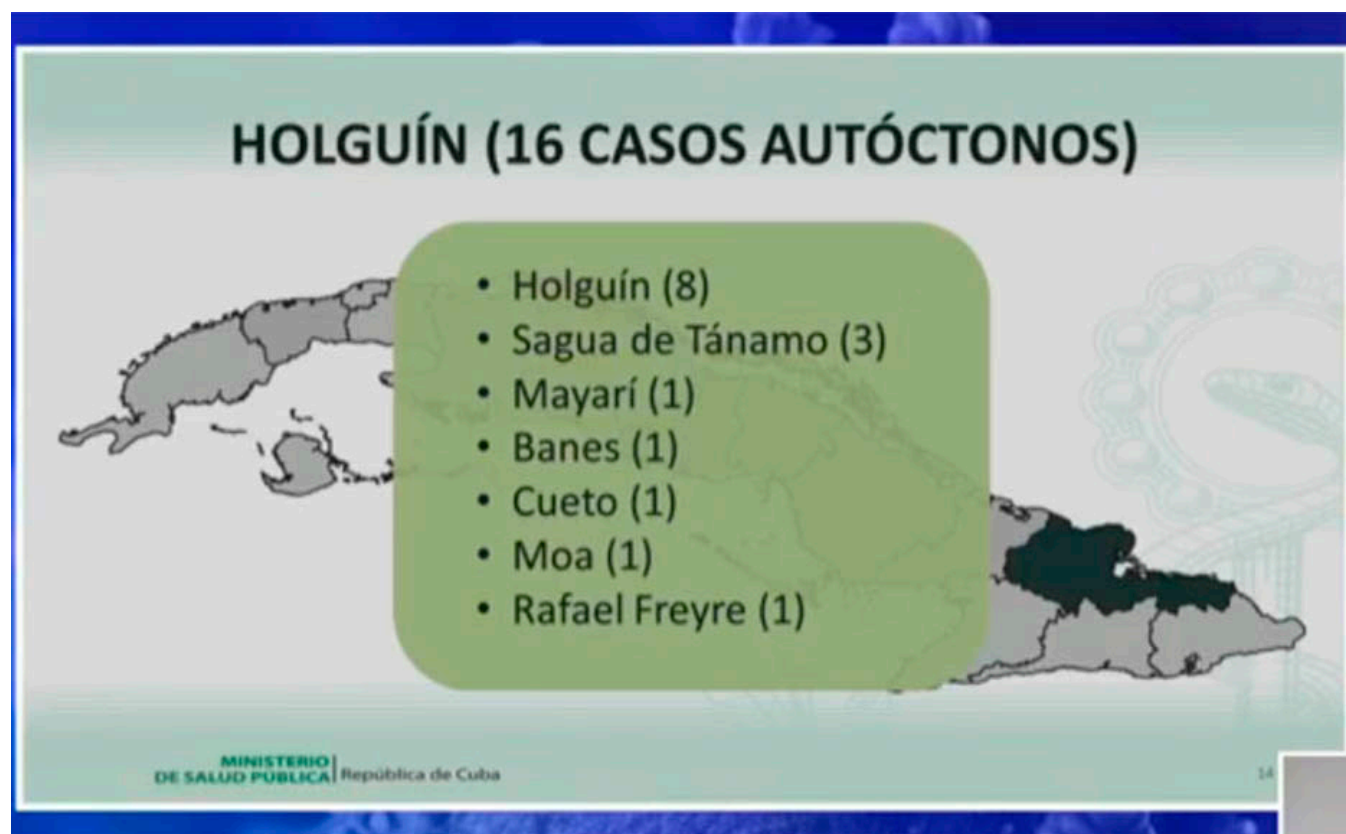 HOLGUÍN (16 CASOS AUTÓCTONOS)
• Holguín (8)
• Sagua de Tánamo (3)
• Mayarí (1)
• Banes (1)
• Cueto (1)
• Moa (1)
• Rafael Freyre (1)
MINISTERIO
DE SALUD PÚBLICA República de Cuba
14